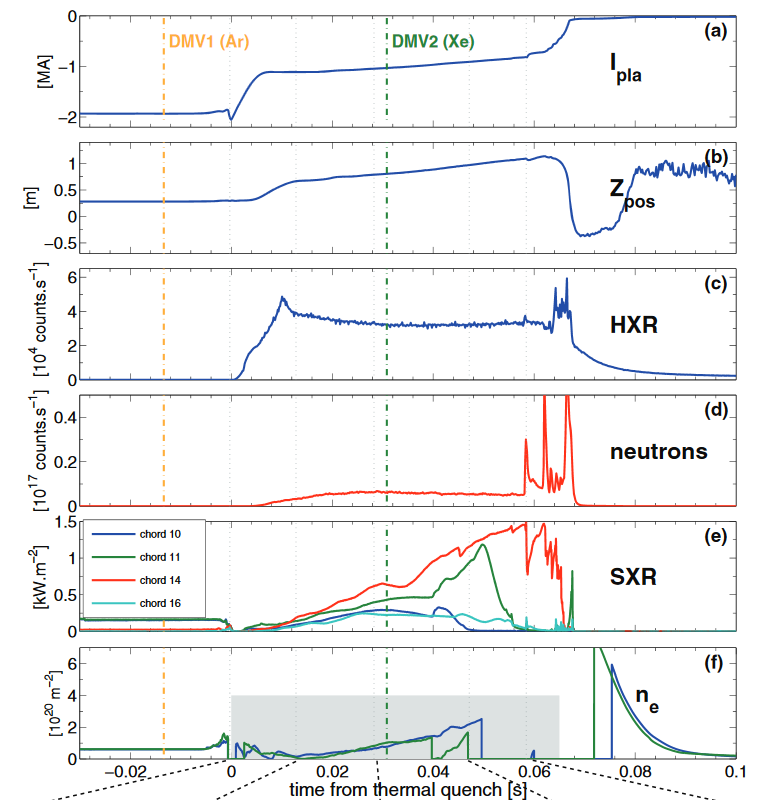 DMV1 (Ar)
DMV2 (Xe)
(a)
0
−1
−2
[MA]
I
pla
(b)
1
0.5
0
−0.5
[m]
Z
pos
(c)
6
4
2
0
[10⁴ counts.s⁻¹]
HXR
(d)
0.4
0.2
0
[10¹⁷ counts.s⁻¹]
neutrons
(e)
1.5
1
0.5
0
[kW.m⁻²]
chord 10
chord 11
chord 14
chord 16
SXR
(f)
6
4
2
0
[10²⁰ m⁻²]
n
e
−0.02 0 0.02 0.04 0.06 0.08 0.1
time from thermal quench [s]